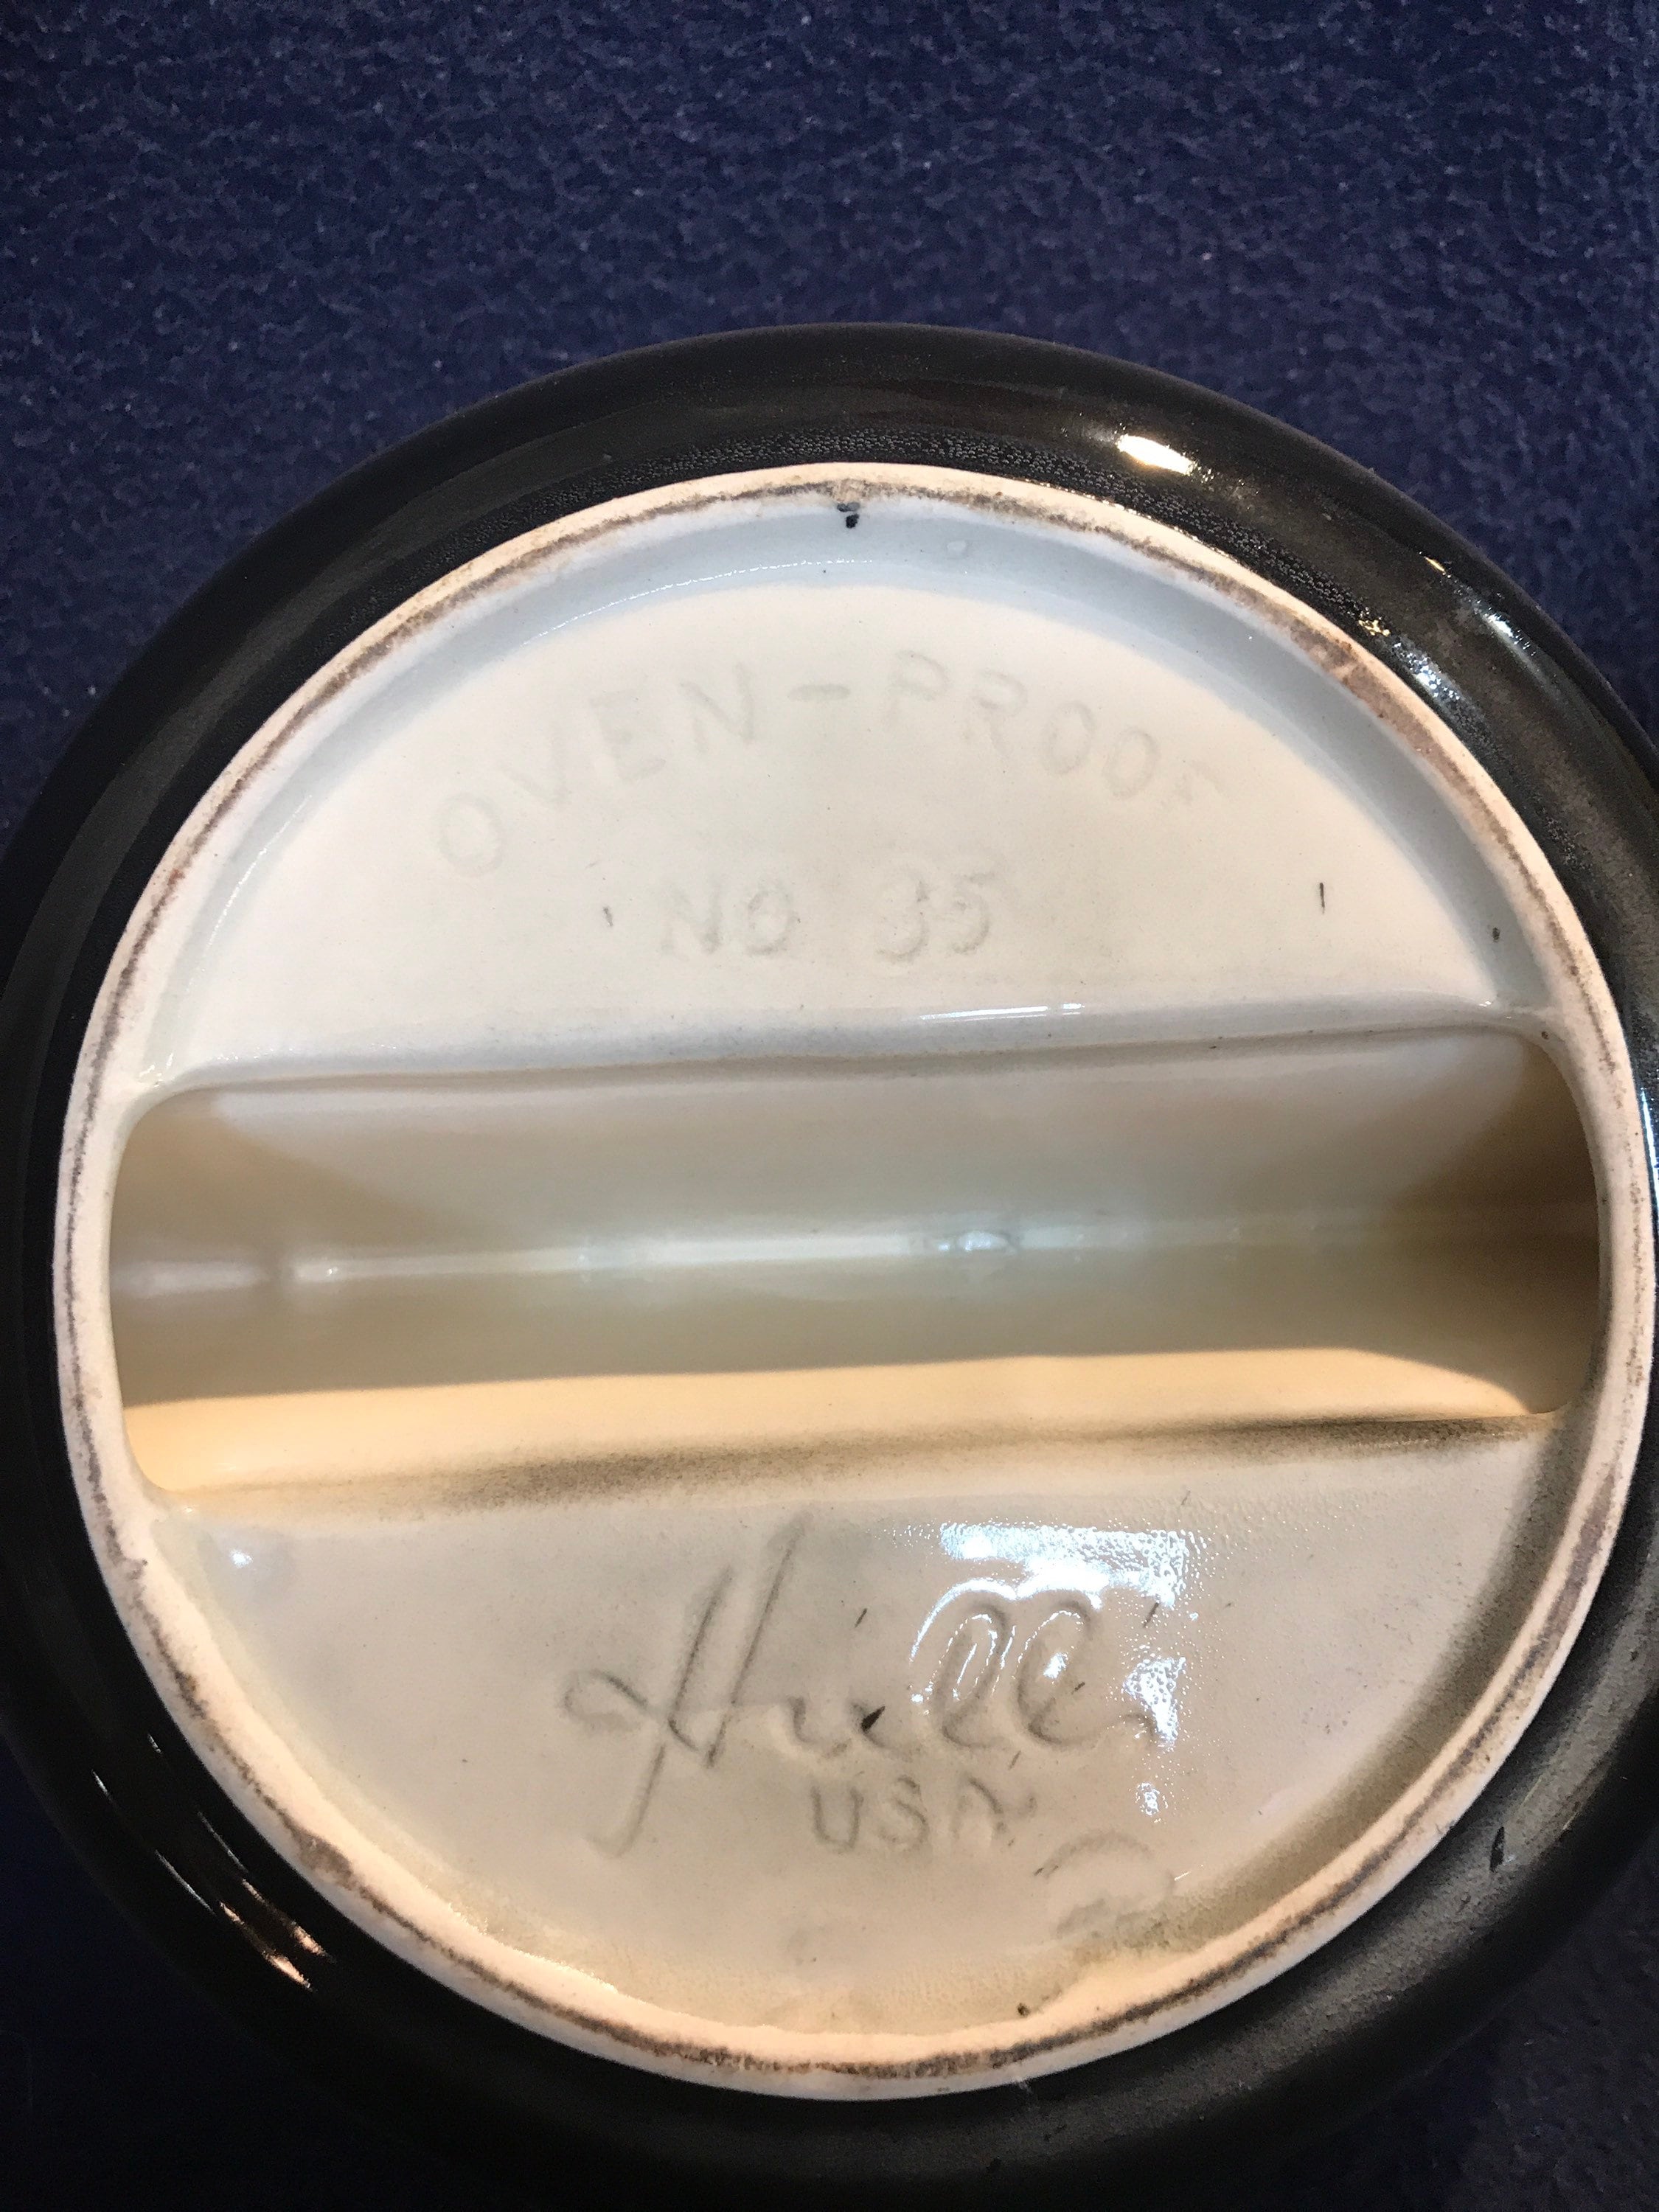 OVEN-PROOF
NO 35
Hull
USA